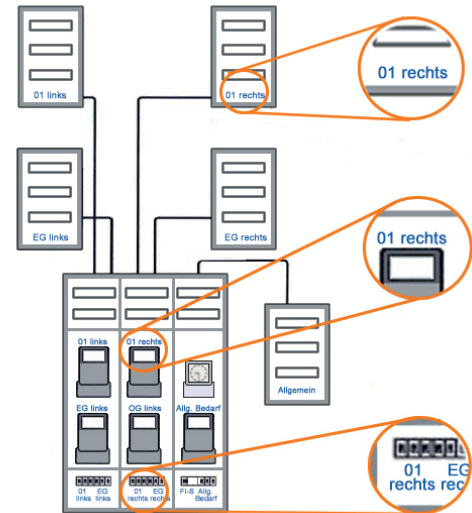 01 links
01 rechts
01 rechts
EG links
EG rechts
01 rechts
01 links
01 rechts
Allgemein
EG links
OG links
Allg. Bedarf
01 EG
links links
01 EG
rechts rechts
FI-S Allg.
Bedarf
01 EG
rechts rec